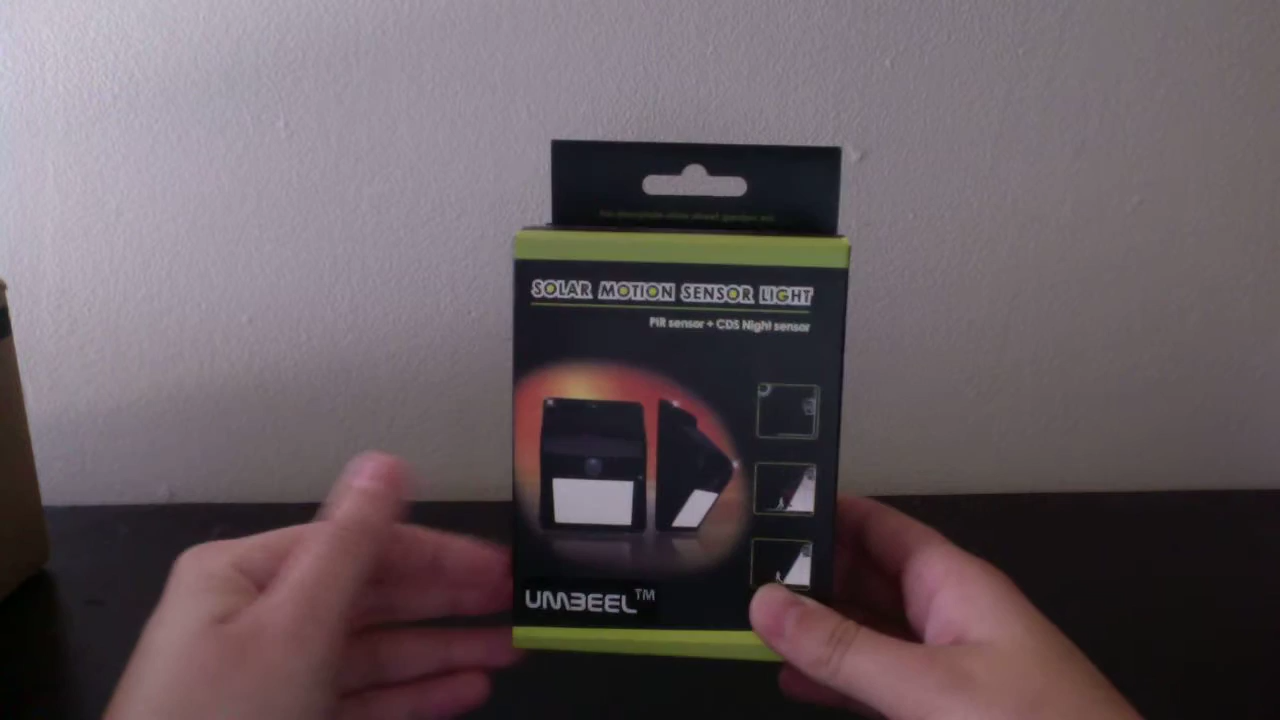 SOLAR MOTION SENSOR LIGHT
PIR sensor + CDS Night sensor
UMBEEL™